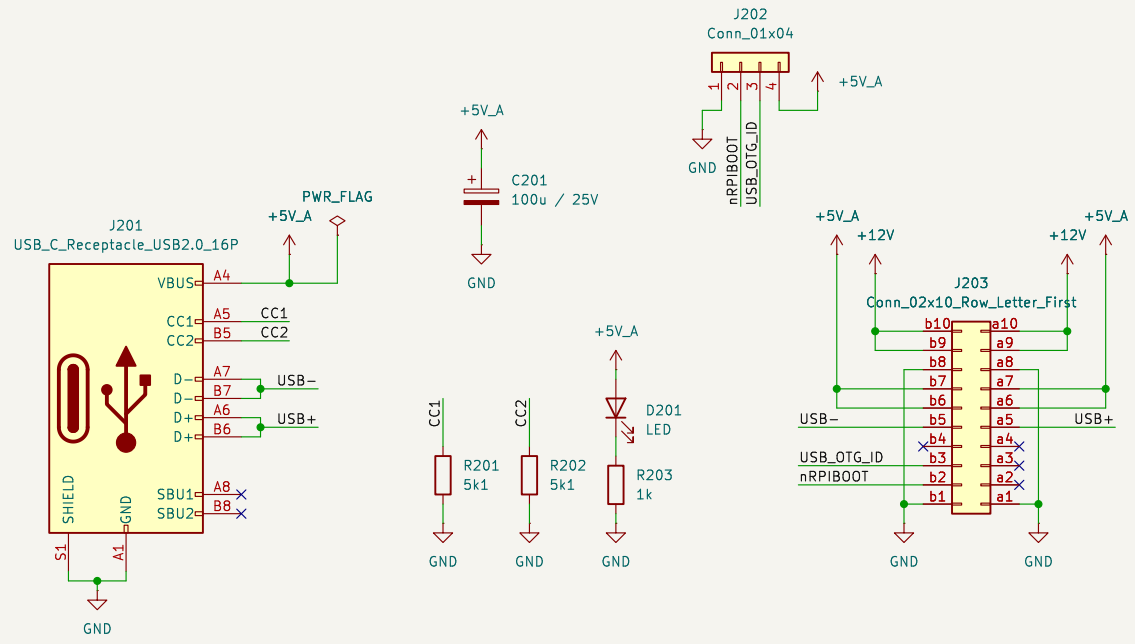 J202
Conn_01x04
1
2
3
4
+5V_A
GND
nRPIBOOT
USB_OTG_ID
+5V_A
+
C201
100u / 25V
GND
PWR_FLAG
+5V_A
J201
USB_C_Receptacle_USB2.0_16P
VBUS
A4
CC1
A5
CC1
CC2
B5
CC2
D-
A7
USB-
D-
B7
D+
A6
USB+
D+
B6
SBU1
A8
SBU2
B8
SHIELD
GND
S1
A1
GND
CC1
R201
5k1
GND
CC2
R202
5k1
GND
+5V_A
D201
LED
R203
1k
GND
+5V_A
+12V
+12V
+5V_A
J203
Conn_02x10_Row_Letter_First
b10
a10
b9
a9
b8
a8
b7
a7
b6
a6
USB-
b5
a5
USB+
b4
a4
USB_OTG_ID
b3
a3
nRPIBOOT
b2
a2
b1
a1
GND
GND